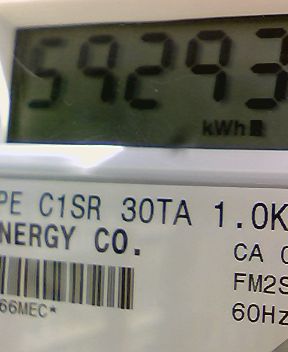 59293
kWh
PE C1SR 30TA 1.0K
NERGY CO.
CA
FM2S
66MEC*
60Hz